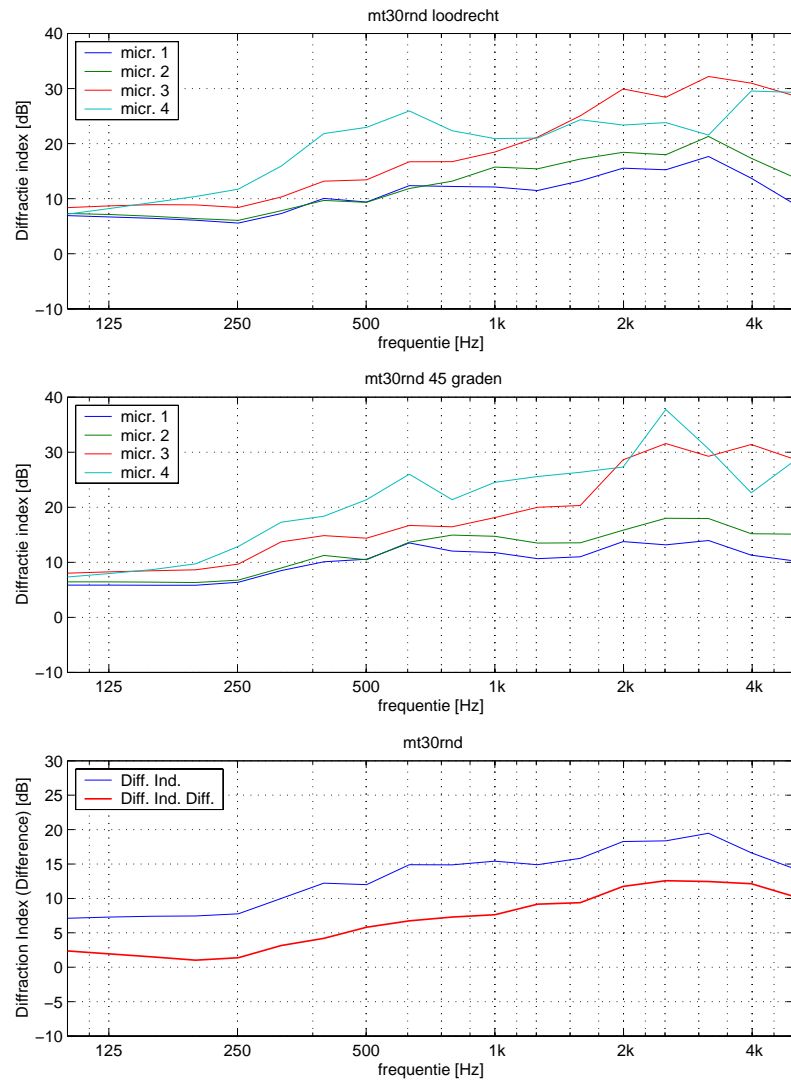 mt30rnd loodrecht
Diffractie index [dB]
40
30
20
10
0
−10
micr. 1
micr. 2
micr. 3
micr. 4
125 250 500 1k 2k 4k
frequentie [Hz]
mt30rnd 45 graden
Diffractie index [dB]
40
30
20
10
0
−10
micr. 1
micr. 2
micr. 3
micr. 4
125 250 500 1k 2k 4k
frequentie [Hz]
mt30rnd
Diffraction Index (Difference) [dB]
30
25
20
15
10
5
0
−5
−10
Diff. Ind.
Diff. Ind. Diff.
125 250 500 1k 2k 4k
frequentie [Hz]